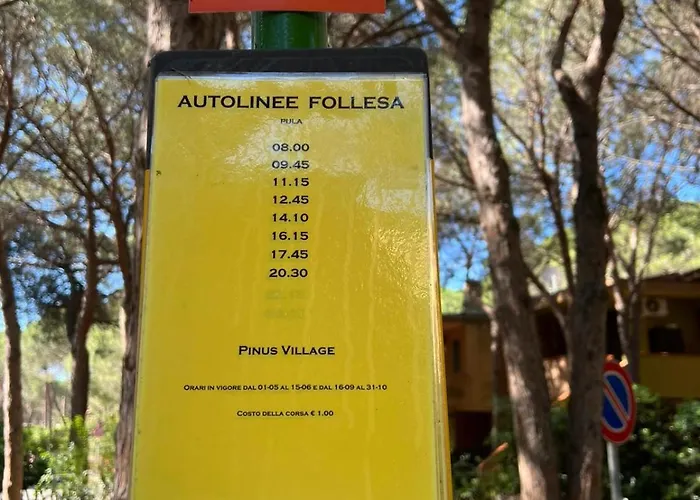 AUTOLINEE FOLLESA
PULA
08.00
09.45
11.15
12.45
14.10
16.15
17.45
20.30
PINUS VILLAGE
ORARI IN VIGORE DAL 01-05 AL 15-06 E DAL 16-09 AL 31-10
COSTO DELLA CORSA € 1.00